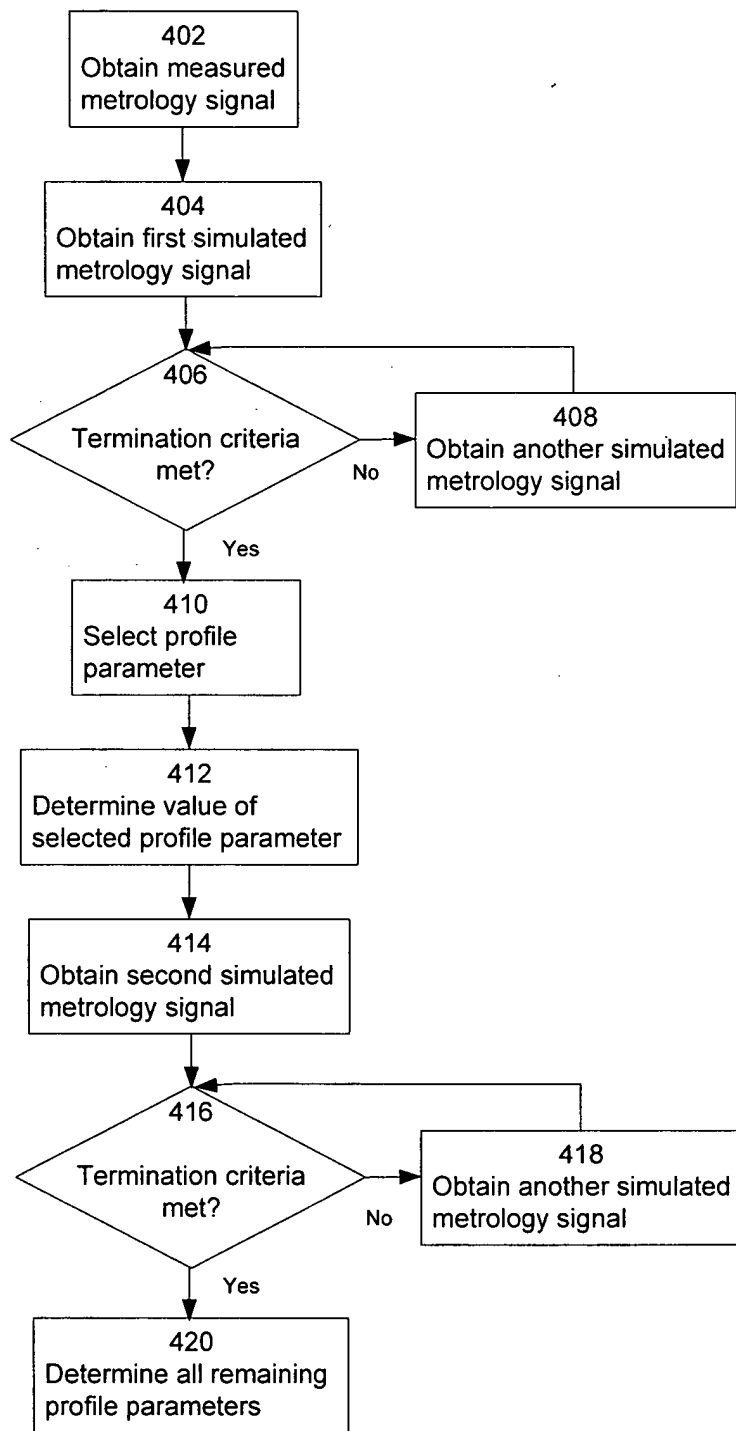 402
Obtain measured
metrology signal
404
Obtain first simulated
metrology signal
406
Termination criteria
met?
No
408
Obtain another simulated
metrology signal
Yes
410
Select profile
parameter
412
Determine value of
selected profile parameter
414
Obtain second simulated
metrology signal
416
Termination criteria
met?
No
418
Obtain another simulated
metrology signal
Yes
420
Determine all remaining
profile parameters